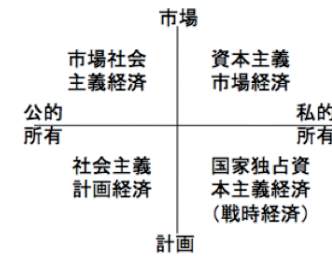 市場
市場社会
主義経済
資本主義
市場経済
公的
所有
私的
所有
社会主義
計画経済
国家独占資
本主義経済
(戦時経済)
計画